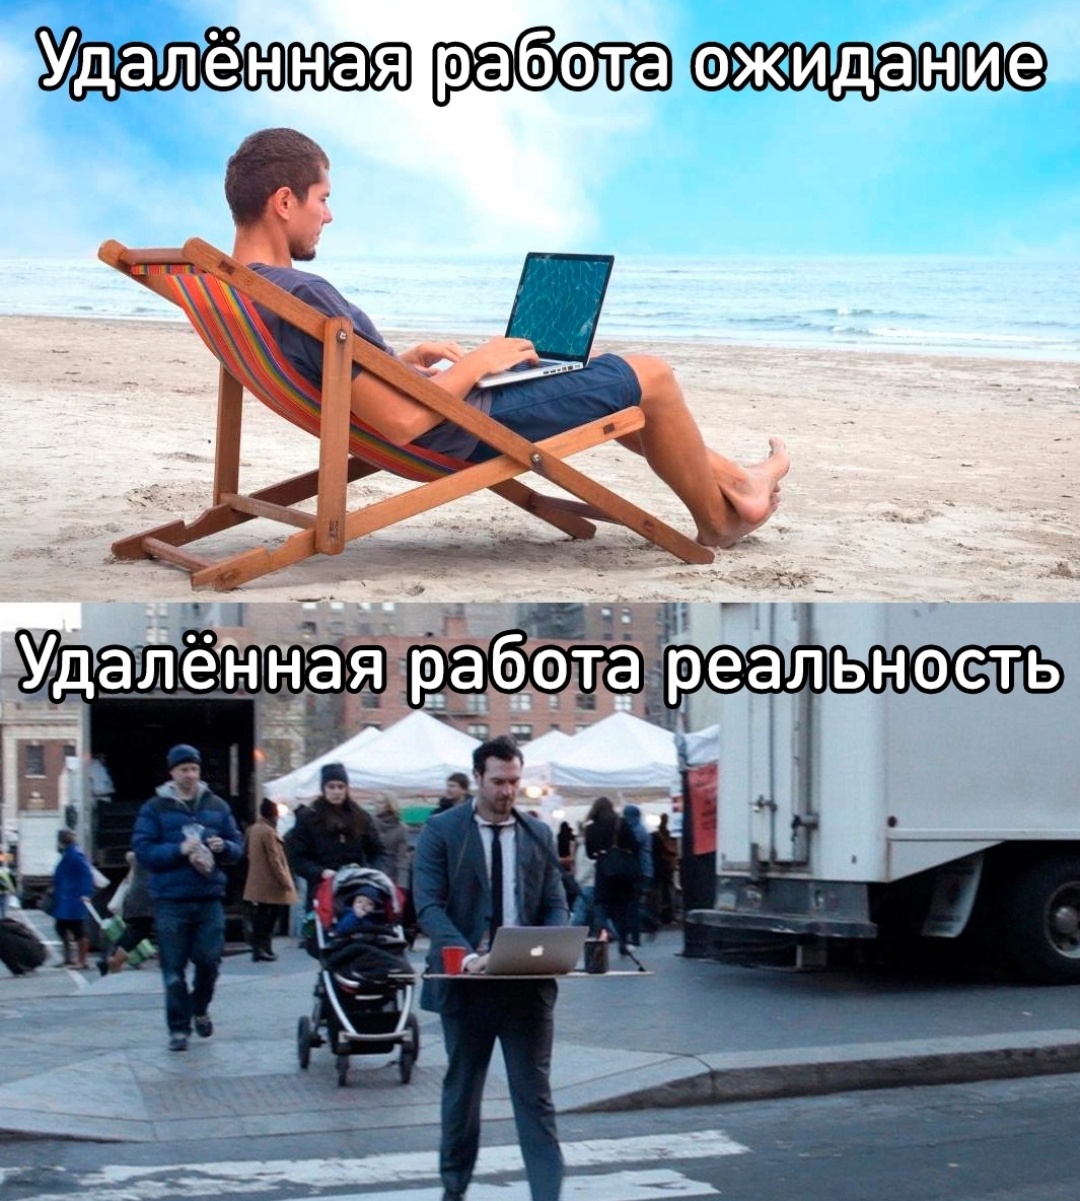 Удалённая работа ожидание
Удалённая работа реальность